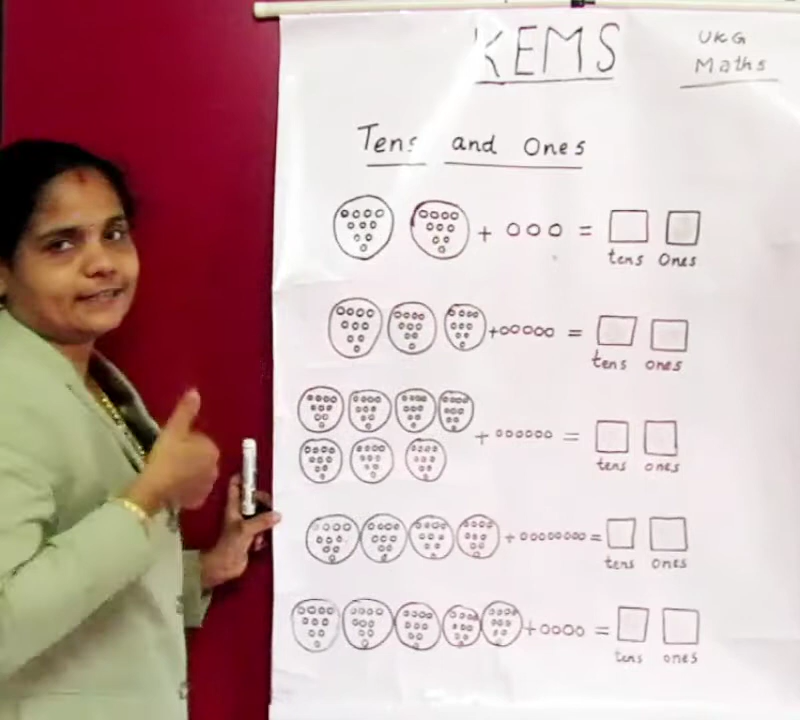 KEMS
UKG
Maths
Tens and Ones
+ = 
tens Ones
+ =
tens ones
+ =
tens ones
+ =
tens ones
+ =
tens ones